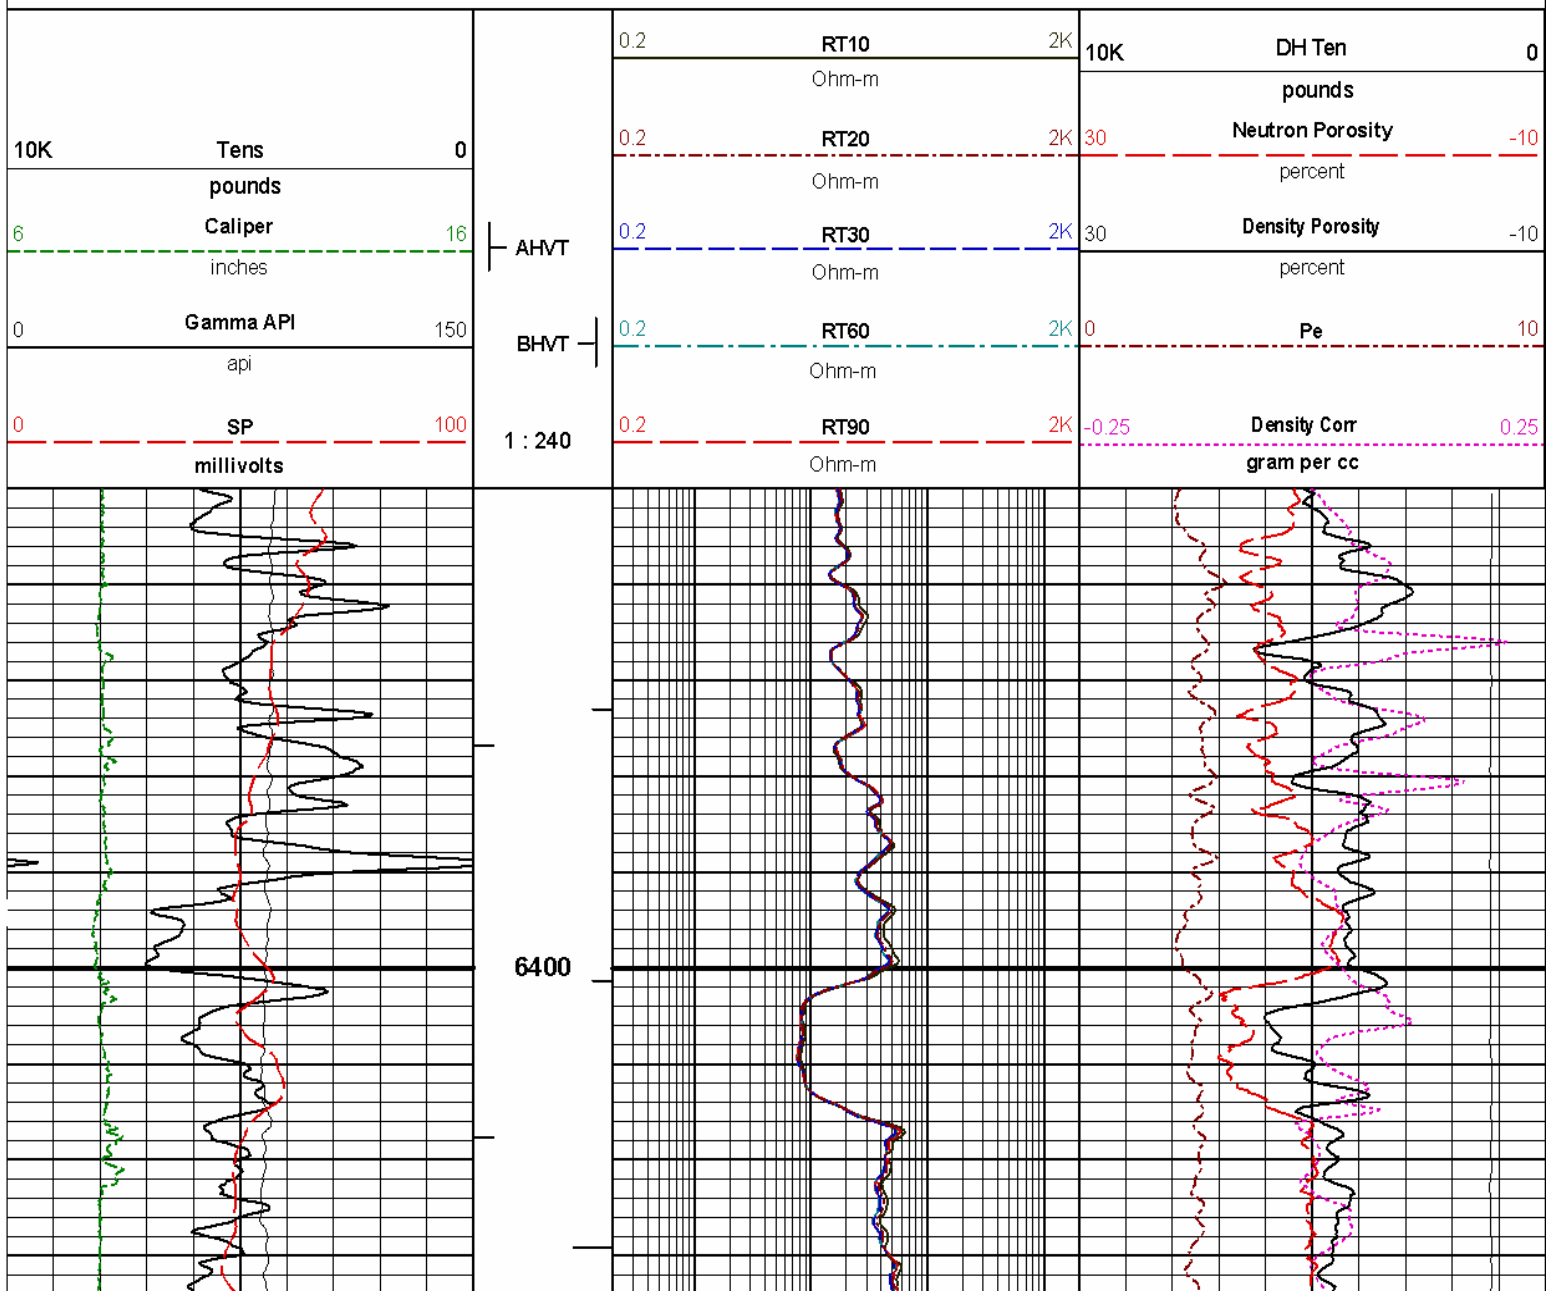 10K Tens 0
pounds
6 Caliper 16
inches
0 Gamma API 150
api
0 SP 100
millivolts
AHVT
BHVT
1 : 240
0.2 RT10 2K
Ohm-m
0.2 RT20 2K
Ohm-m
0.2 RT30 2K
Ohm-m
0.2 RT60 2K
Ohm-m
0.2 RT90 2K
Ohm-m
10K DH Ten 0
pounds
30 Neutron Porosity -10
percent
30 Density Porosity -10
percent
0 Pe 10
-0.25 Density Corr 0.25
gram per cc
6400